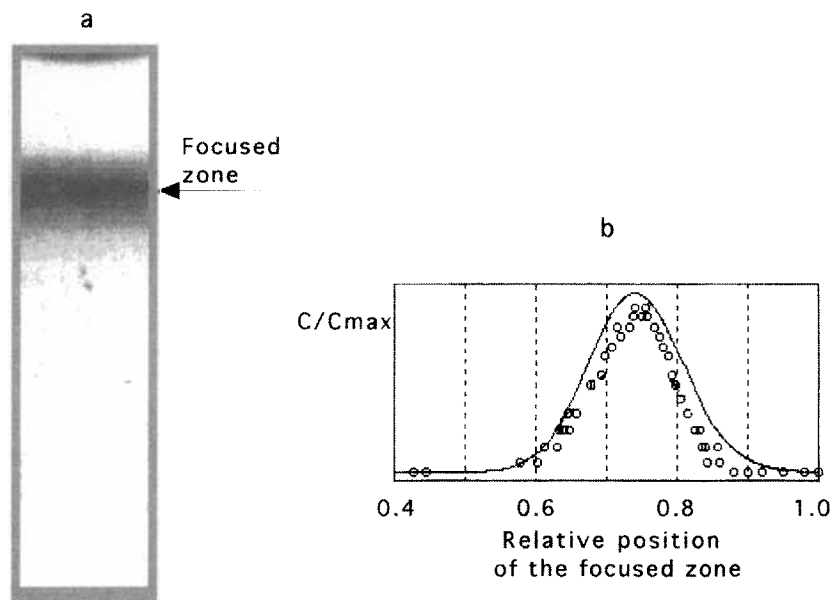 a
Focused
zone
b
C/Cmax
0.4 0.6 0.8 1.0
Relative position
of the focused zone